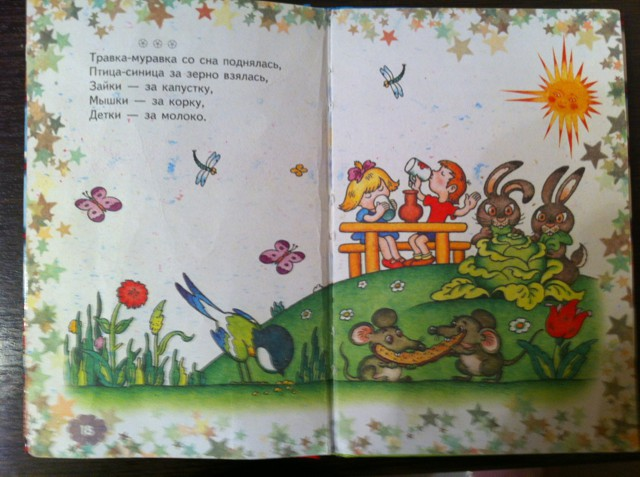 Травка-муравка со сна поднялась,
Птица-синица за зерно взялась,
Зайки — за капустку,
Мышки — за корку,
Детки — за молоко.
185